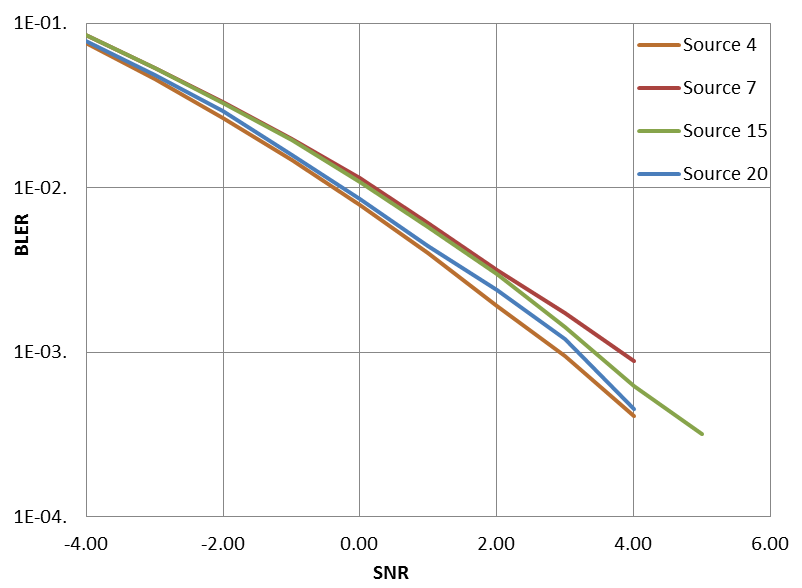 1E-01.
1E-02.
1E-03.
1E-04.
BLER
-4.00 -2.00 0.00 2.00 4.00 6.00
SNR
Source 4
Source 7
Source 15
Source 20